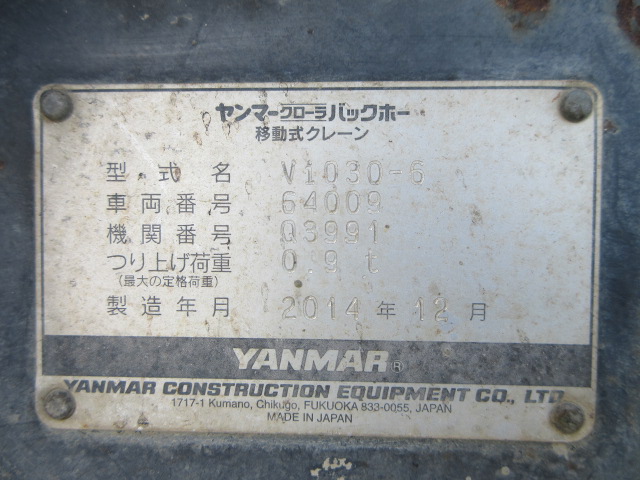 ヤンマークローラバックホー
移動式クレーン
型式名 ViO30-6
車両番号 64009
機関番号 03991
つり上げ荷重 0.9 t
(最大の定格荷重)
製造年月 2014年12月
YANMAR®
YANMAR CONSTRUCTION EQUIPMENT CO., LTD.
1717-1 Kumano, Chikugo, FUKUOKA 833-0055, JAPAN
MADE IN JAPAN